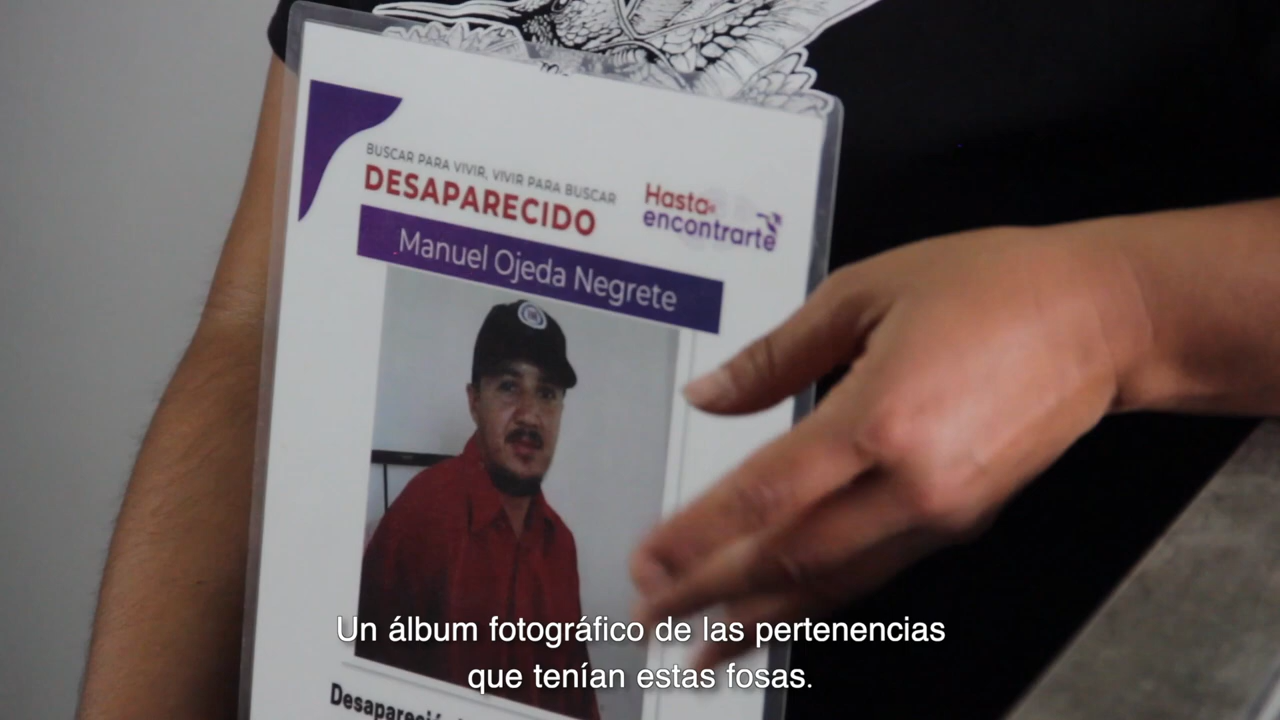 BUSCAR PARA VIVIR, VIVIR PARA BUSCAR
DESAPARECIDO
Hasta
encontrarte
Manuel Ojeda Negrete
Un álbum fotográfico de las pertenencias
que tenían estas fosas.